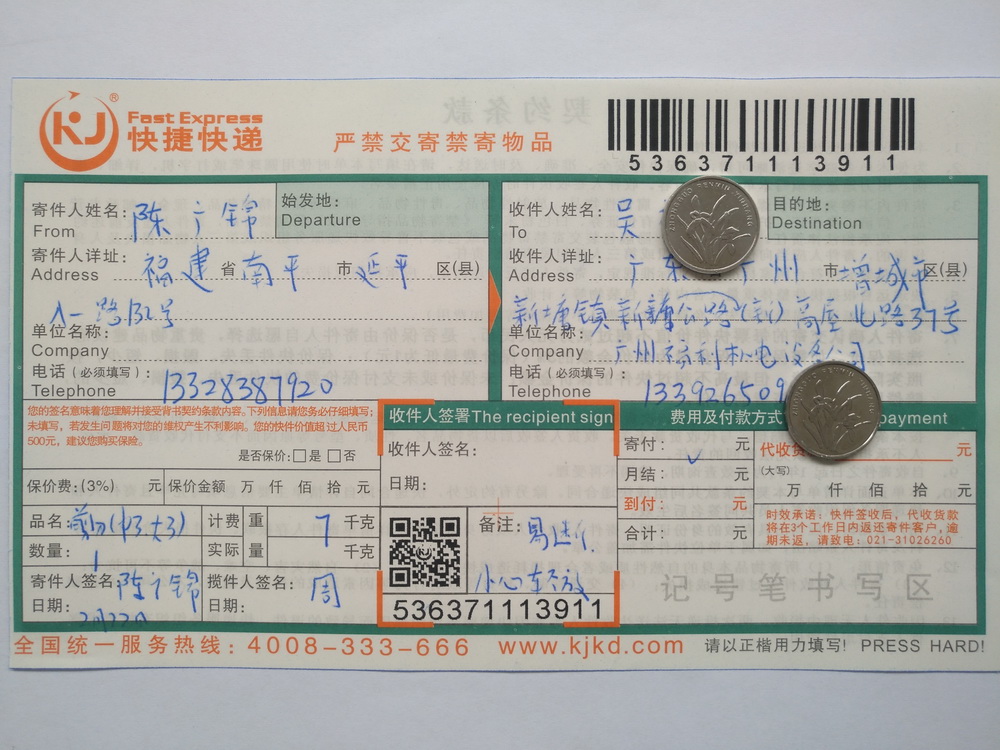 KJ ® Fast Express
快捷快递
严禁交寄禁寄物品
契约条款
536371113911
寄件人姓名: 陈广锦
From
始发地:
Departure
寄件人详址: 福建 省 南平 市 延平 区(县)
Address
八一路132号
单位名称:
Company
电话 (必须填写): 13328387920
Telephone
收件人姓名: 吴
To
目的地:
Destination
收件人详址: 广东 广州 市 增城市 区(县)
Address
新塘镇新 公路(新) 北路37号
单位名称:
Company 广州 利机电设备公司
电话 (必须填写): 133926509
Telephone
您的签名意味着您理解并接受背书契约条款内容。下列信息请您务必仔细填写;
未填写,若发生问题将对您的维权产生不利影响。您的快件价值超过人民币
500元,建议您购买保险。
是否保价: □是 □否
保价费:(3%) 元 保价金额 万 仟 佰 拾 元
品名:
数量: 1
计费 重 7 千克
实际 量 千克
寄件人签名: 陈广锦
日期:
揽件人签名: 周
日期:
收件人签署The recipient sign
收件人签名:
日期:
备注: 易
小心
536371113911
费用及付款方式 payment
寄付: 元
月结: ✓ 元
到付: 元
合计: 元
代收货 元
(大写) 万 仟 佰 拾 元
时效承诺:快件签收后,代收货款
将在3个工作日内返还寄件客户,逾
期未返,请致电:021-31026260
记号笔书写区
全国统一服务热线: 4008-333-666 www.kjkd.com 请以正楷用力填写! PRESS HARD!